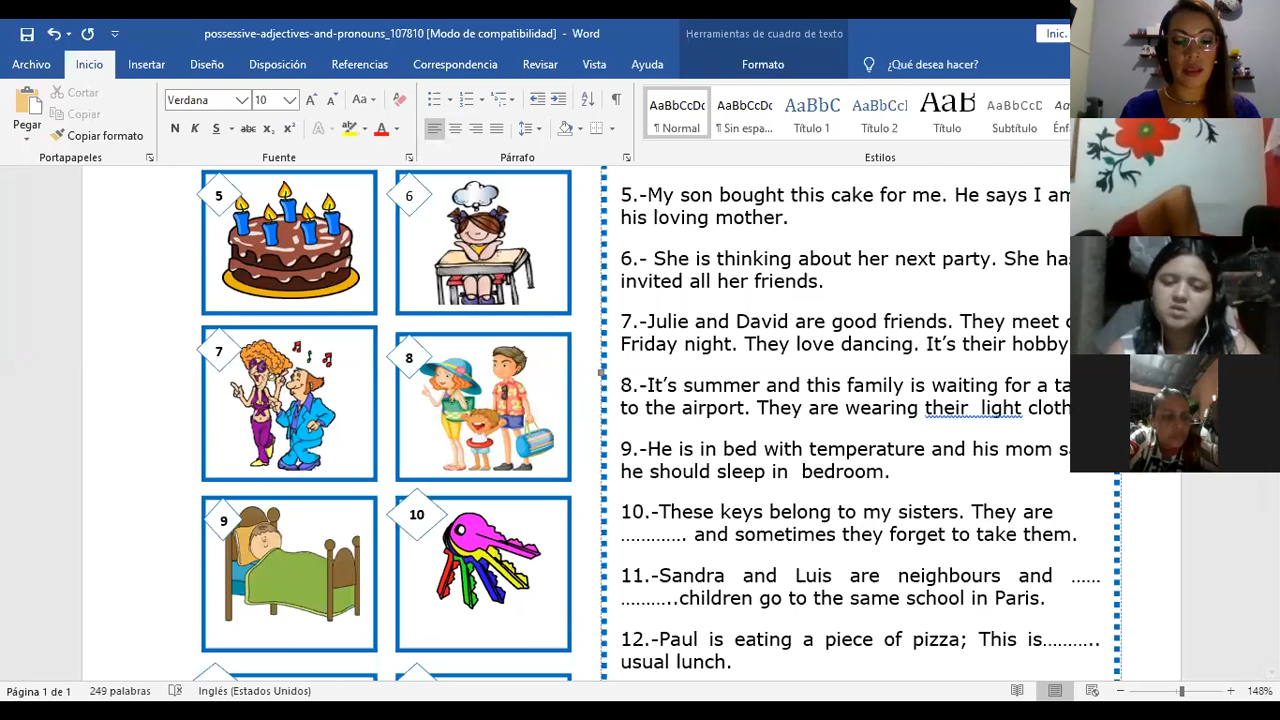 possessive-adjectives-and-pronouns_107810 [Modo de compatibilidad] - Word
Herramientas de cuadro de texto
Inic.
Archivo
Inicio
Insertar
Diseño
Disposición
Referencias
Correspondencia
Revisar
Vista
Ayuda
Formato
¿Qué desea hacer?
Pegar
Cortar
Copiar
Copiar formato
Portapapeles
Verdana
10
N K S abc x₂ x²
Fuente
Párrafo
AaBbCcDc
¶ Normal
AaBbCcDc
¶ Sin espa...
AaBbC
Título 1
AaBbCcI
Título 2
AaB
Título
AaBbCcD
Subtítulo
Estilos
5
6
7
8
9
10
5.-My son bought this cake for me. He says I am
his loving mother.
6.- She is thinking about her next party. She has
invited all her friends.
7.-Julie and David are good friends. They meet
Friday night. They love dancing. It's their hobby
8.-It's summer and this family is waiting for a
to the airport. They are wearing their light
9.-He is in bed with temperature and his mom
he should sleep in bedroom.
10.-These keys belong to my sisters. They are
…………. and sometimes they forget to take them.
11.-Sandra and Luis are neighbours and ……
………..children go to the same school in Paris.
12.-Paul is eating a piece of pizza; This is………..
usual lunch.
Página 1 de 1
249 palabras
Inglés (Estados Unidos)
148%